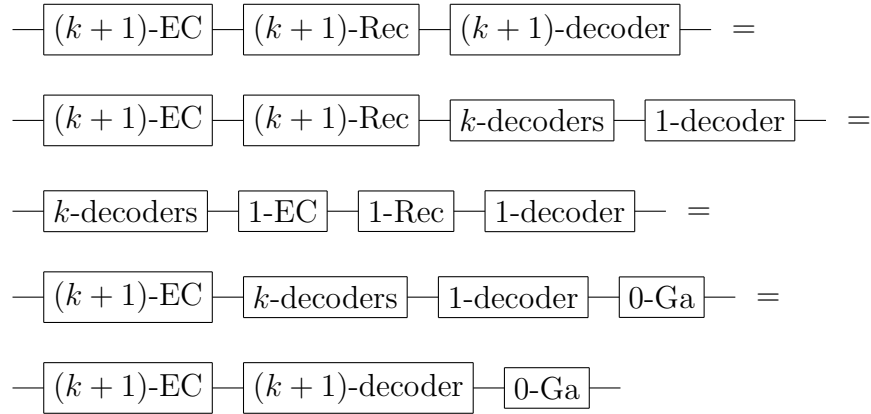 (k + 1)-EC (k + 1)-Rec (k + 1)-decoder =
(k + 1)-EC (k + 1)-Rec k-decoders 1-decoder =
k-decoders 1-EC 1-Rec 1-decoder =
(k + 1)-EC k-decoders 1-decoder 0-Ga =
(k + 1)-EC (k + 1)-decoder 0-Ga